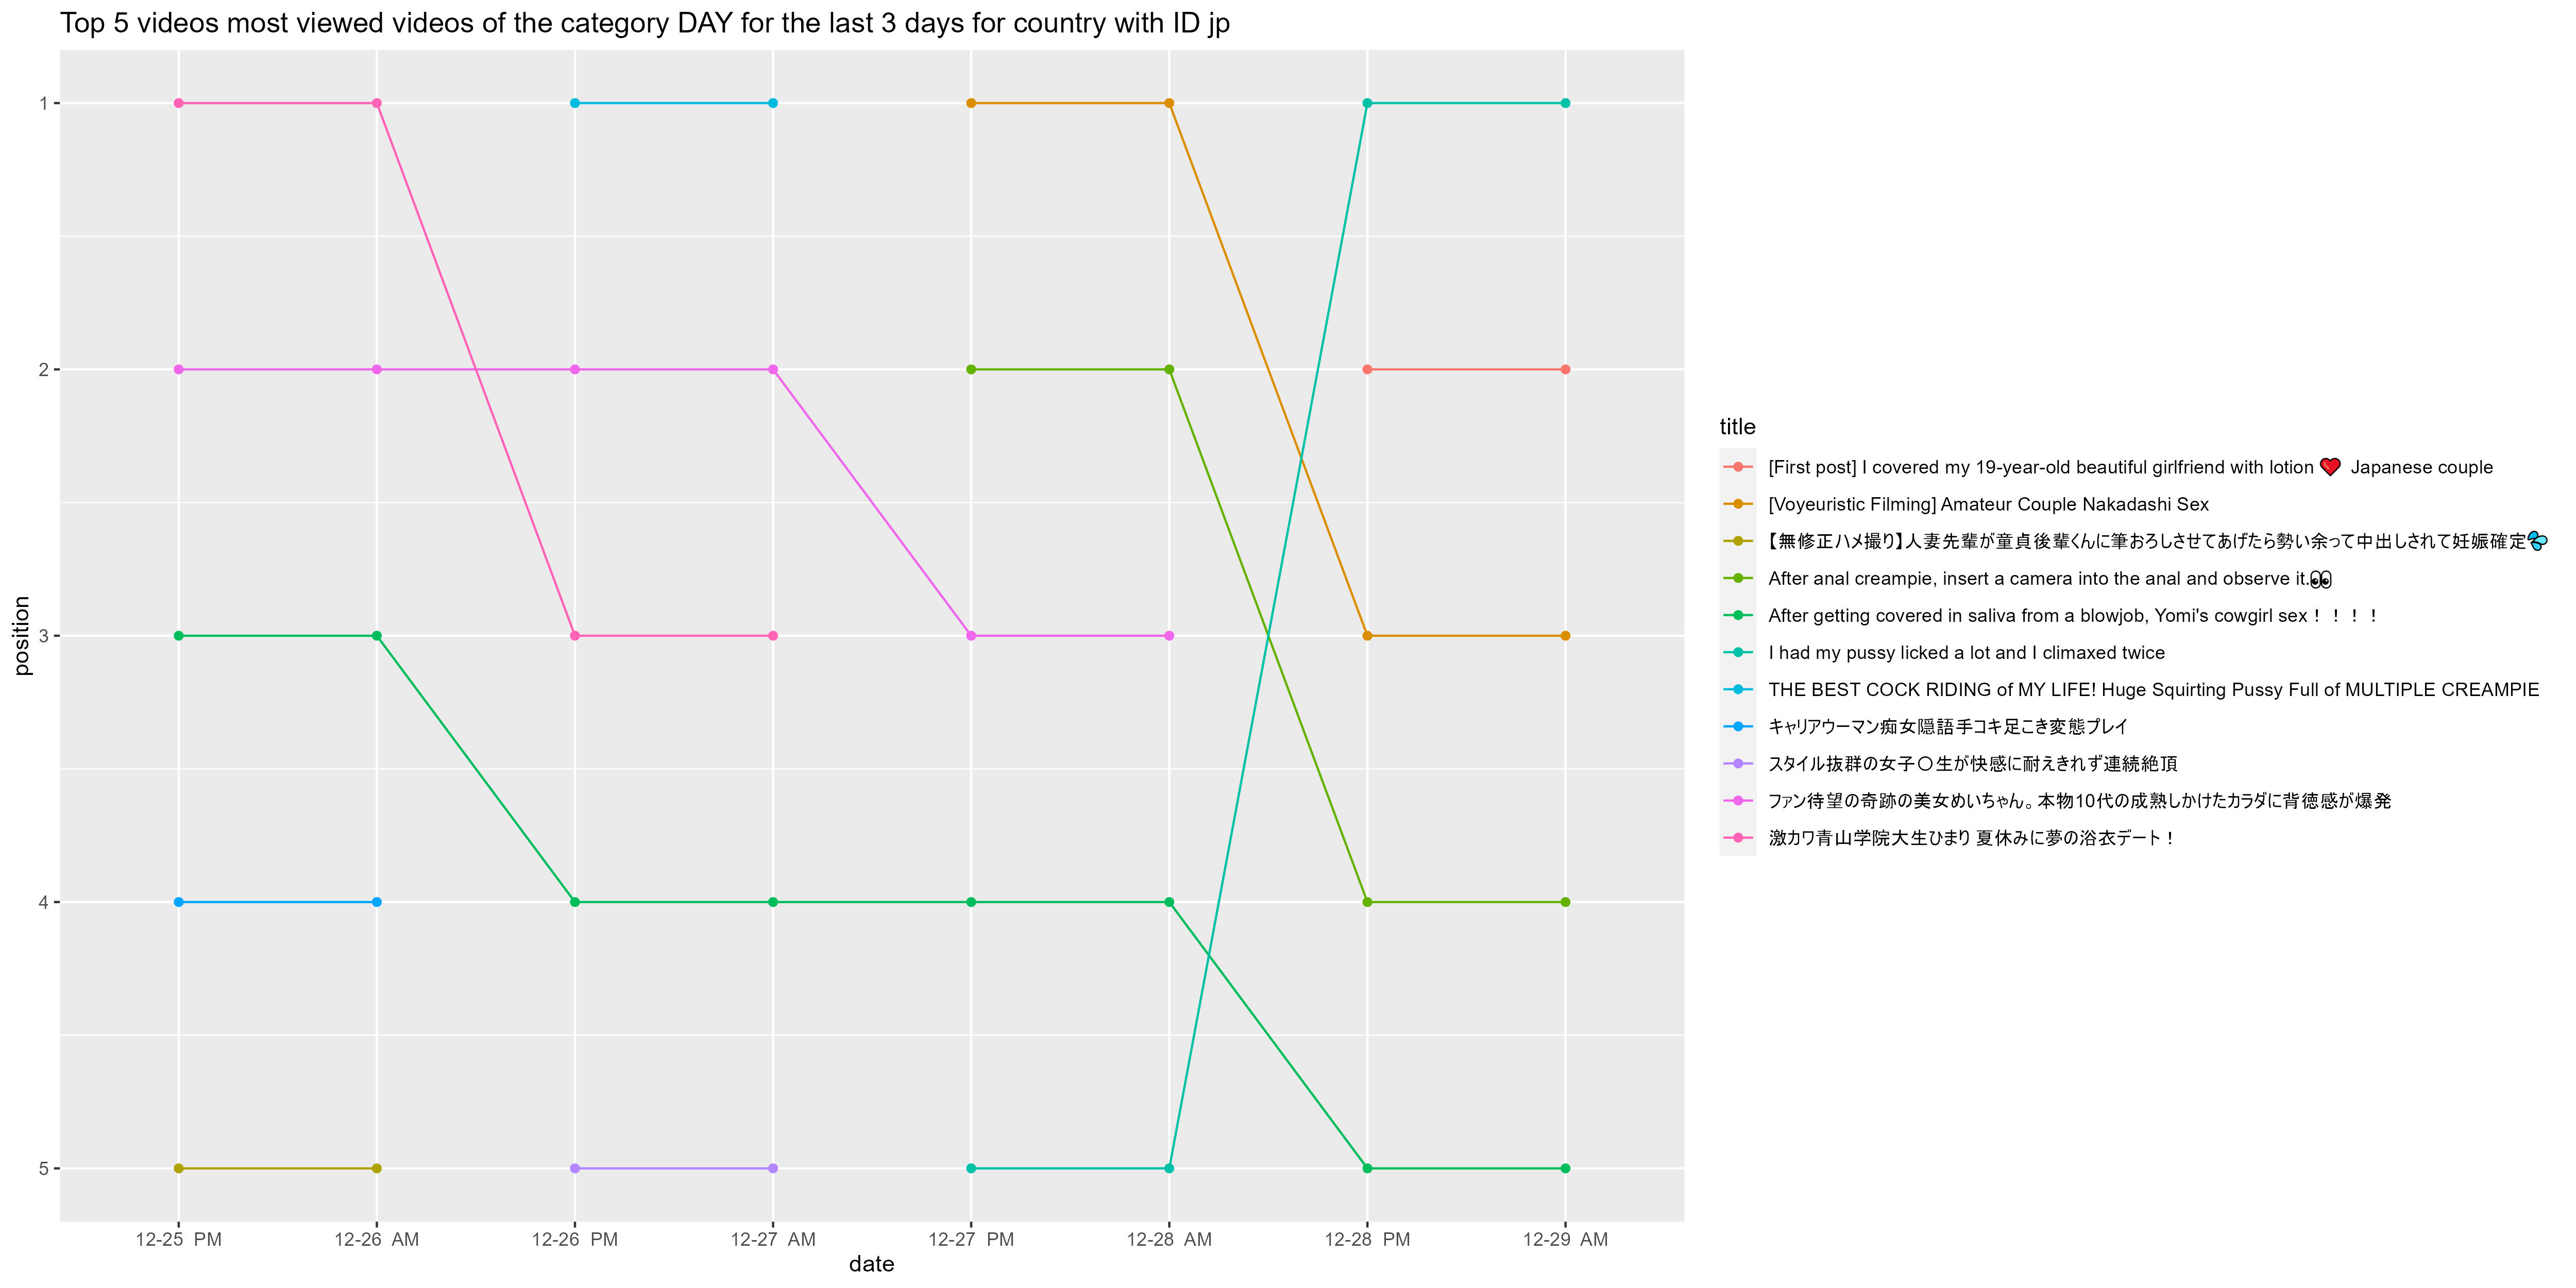 Top 5 videos most viewed videos of the category DAY for the last 3 days for country with ID jp
position
1
2
3
4
5
12-25 PM
12-26 AM
12-26 PM
12-27 AM
12-27 PM
12-28 AM
12-28 PM
12-29 AM
date
title
[First post] I covered my 19-year-old beautiful girlfriend with lotion ❤️ Japanese couple
[Voyeuristic Filming] Amateur Couple Nakadashi Sex
【無修正ハメ撮り】人妻先輩が童貞後輩くんに筆おろしさせてあげたら勢い余って中出しされて妊娠確定💦
After anal creampie, insert a camera into the anal and observe it.👀
After getting covered in saliva from a blowjob, Yomi's cowgirl sex！！！！
I had my pussy licked a lot and I climaxed twice
THE BEST COCK RIDING of MY LIFE! Huge Squirting Pussy Full of MULTIPLE CREAMPIE
キャリアウーマン痴女隠語手コキ足こき変態プレイ
スタイル抜群の女子〇生が快感に耐えきれず連続絶頂
ファン待望の奇跡の美女めいちゃん。本物10代の成熟しかけたカラダに背徳感が爆発
激カワ青山学院大生ひまり 夏休みに夢の浴衣デート！